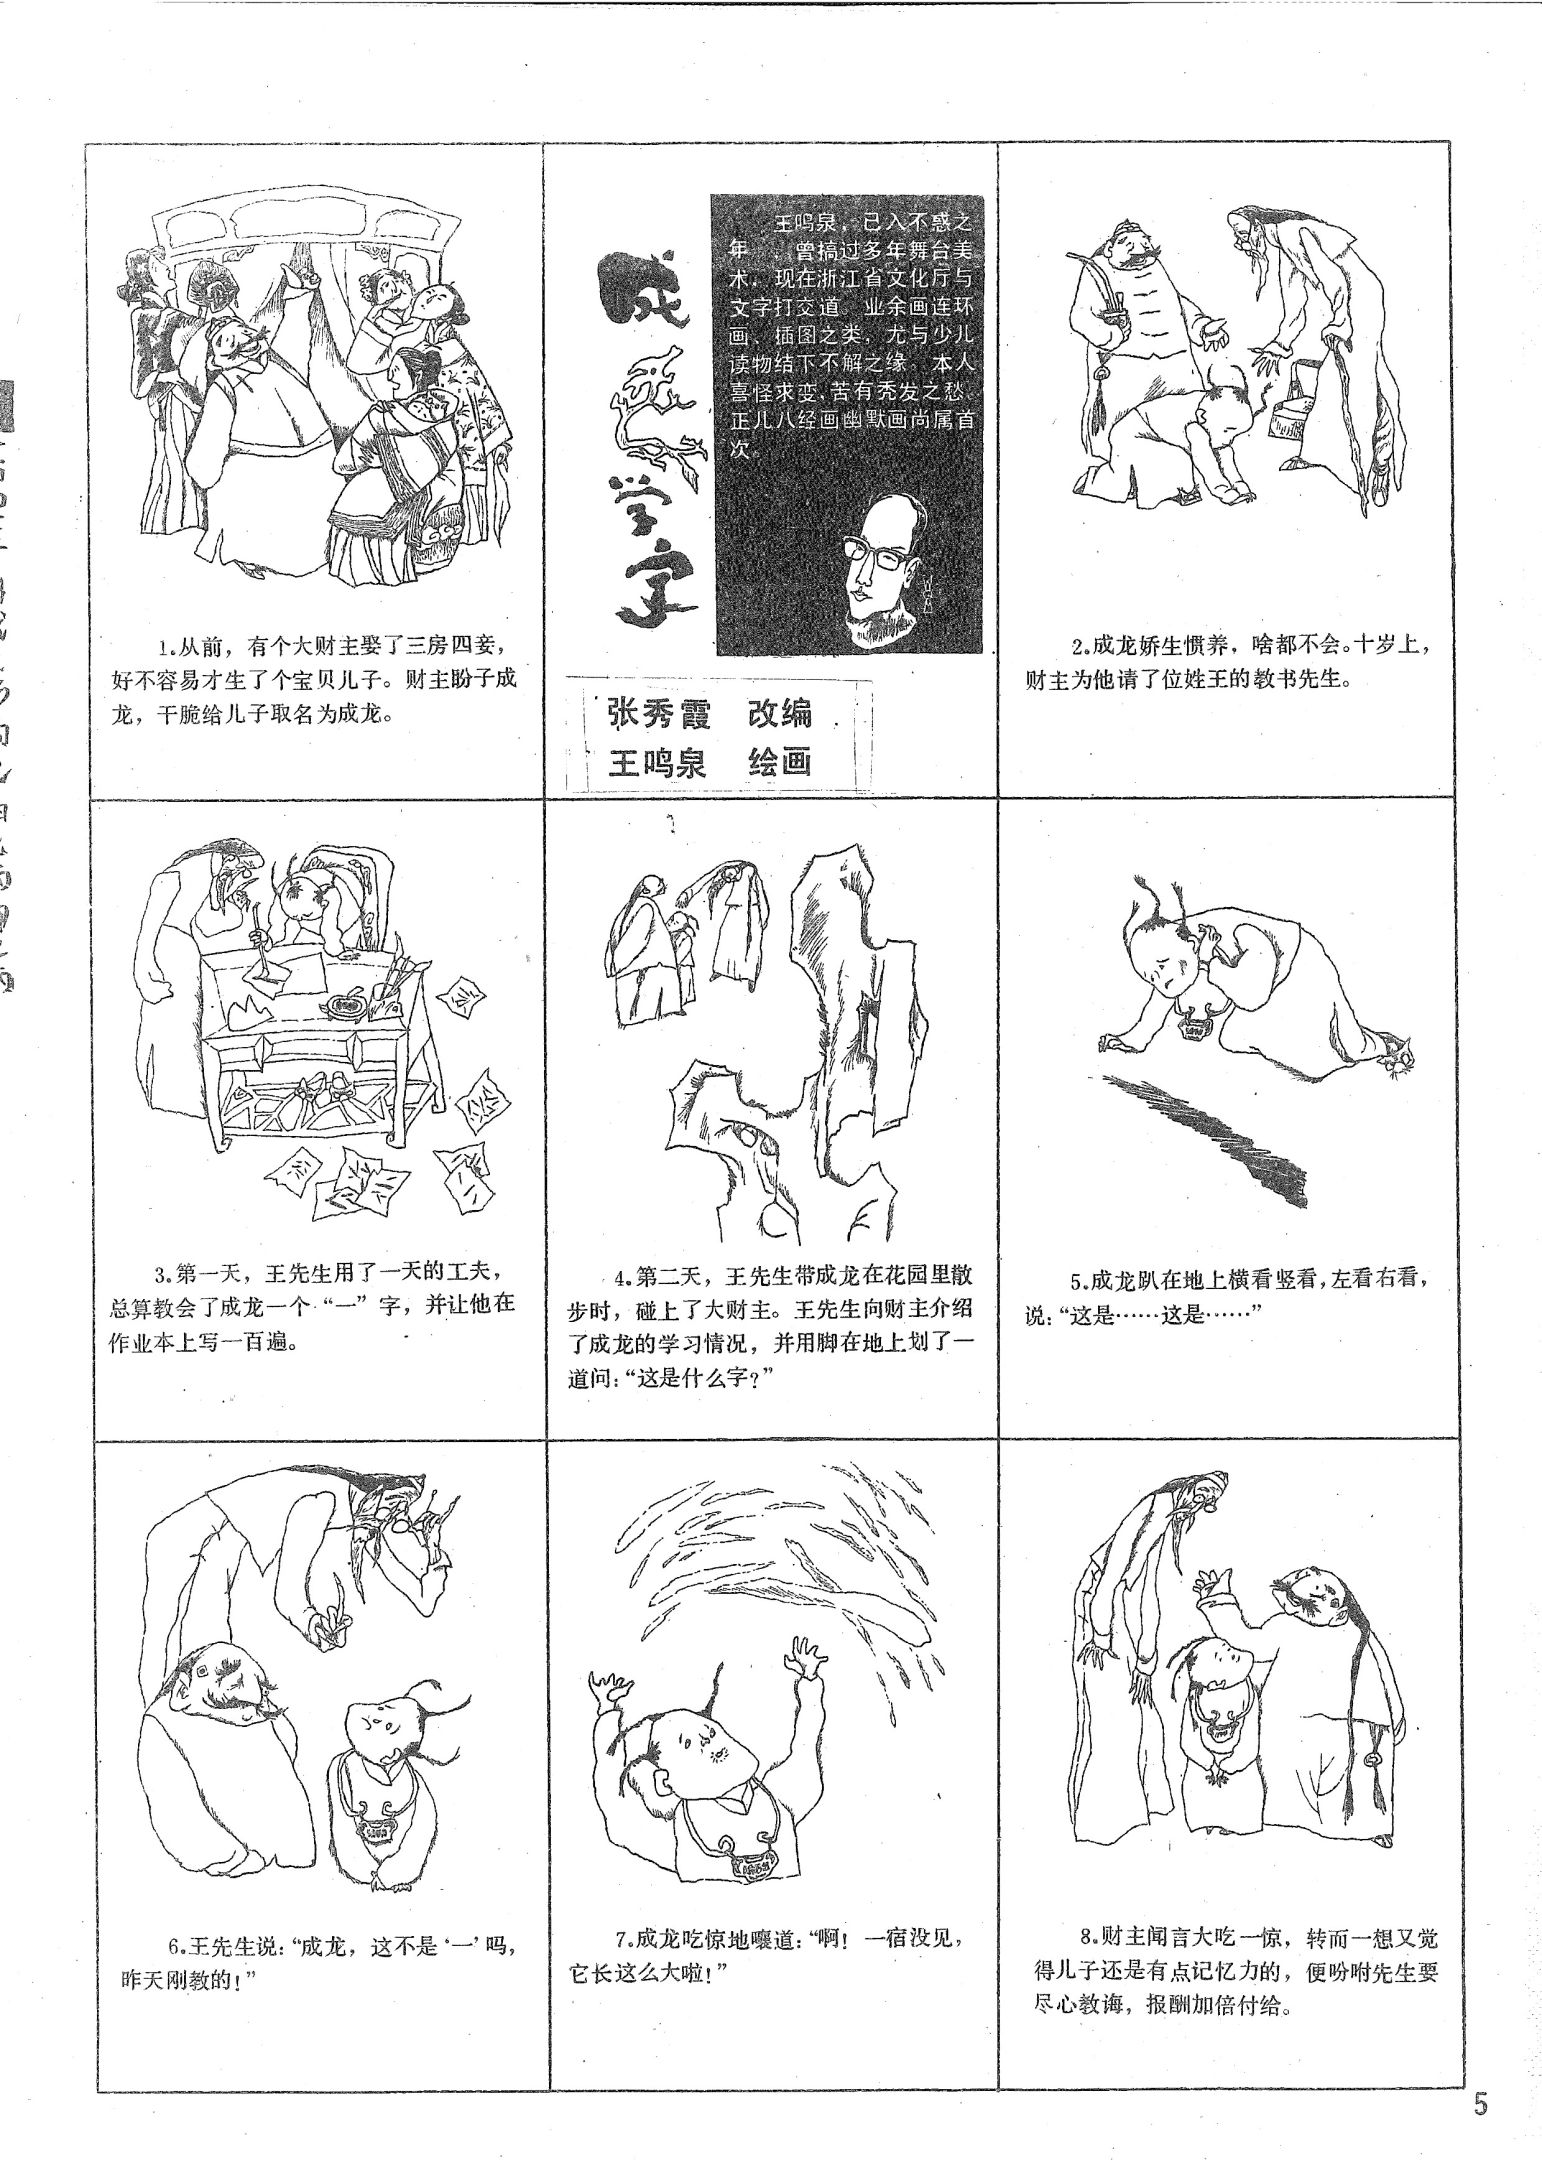 1.从前，有个大财主娶了三房四妾，
好不容易才生了个宝贝儿子。财主盼子成
龙，干脆给儿子取名为成龙。
成龙学字
王鸣泉，已入不惑之
年，曾搞过多年舞台美
术，现在浙江省文化厅与
文字打交道。业余画连环
画、插图之类，尤与少儿
读物结下不解之缘。本人
喜怪求变，苦有秃发之愁。
正儿八经画幽默画尚属首
次。
张秀霞 改编
王鸣泉 绘画
2.成龙娇生惯养，啥都不会。十岁上，
财主为他请了位姓王的教书先生。
3.第一天，王先生用了一天的工夫，
总算教会了成龙一个“一”字，并让他在
作业本上写一百遍。
4.第二天，王先生带成龙在花园里散
步时，碰上了大财主。王先生向财主介绍
了成龙的学习情况，并用脚在地上划了一
道问：“这是什么字？”
5.成龙趴在地上横看竖看，左看右看，
说：“这是……这是……”
6.王先生说：“成龙，这不是‘一’吗，
昨天刚教的！”
7.成龙吃惊地嚷道：“啊！一宿没见，
它长这么大啦！”
8.财主闻言大吃一惊，转而一想又觉
得儿子还是有点记忆力的，便吩咐先生要
尽心教诲，报酬加倍付给。
5